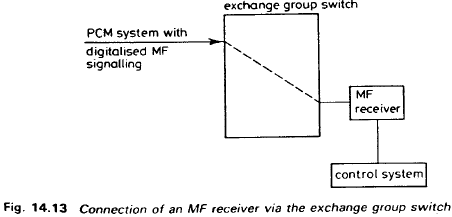 exchange group switch
PCM system with
digitalised MF
signalling
MF
receiver
control system
Fig. 14.13 Connection of an MF receiver via the exchange group switch